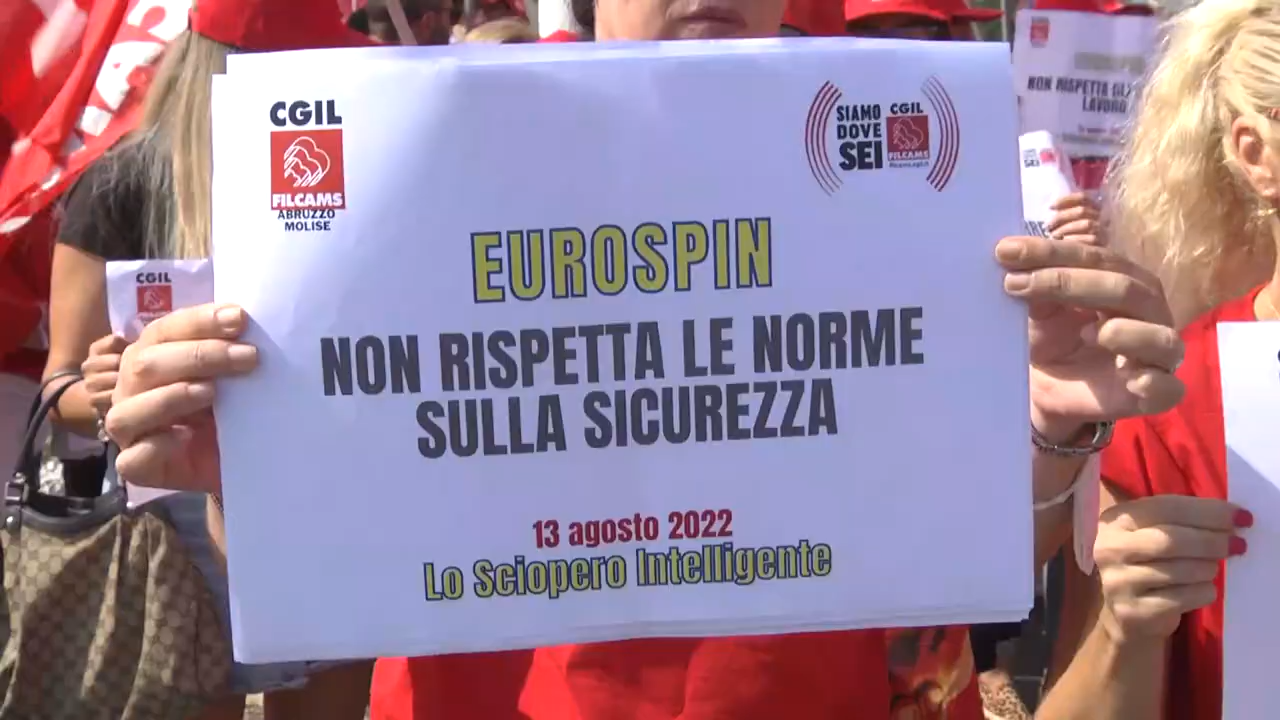 CGIL
FILCAMS
ABRUZZO
MOLISE
SIAMO
DOVE
SEI
CGIL
FILCAMS
EUROSPIN
NON RISPETTA LE NORME
SULLA SICUREZZA
13 agosto 2022
Lo Sciopero Intelligente
CGIL
NON RISPETTA
LAVORO
SEI